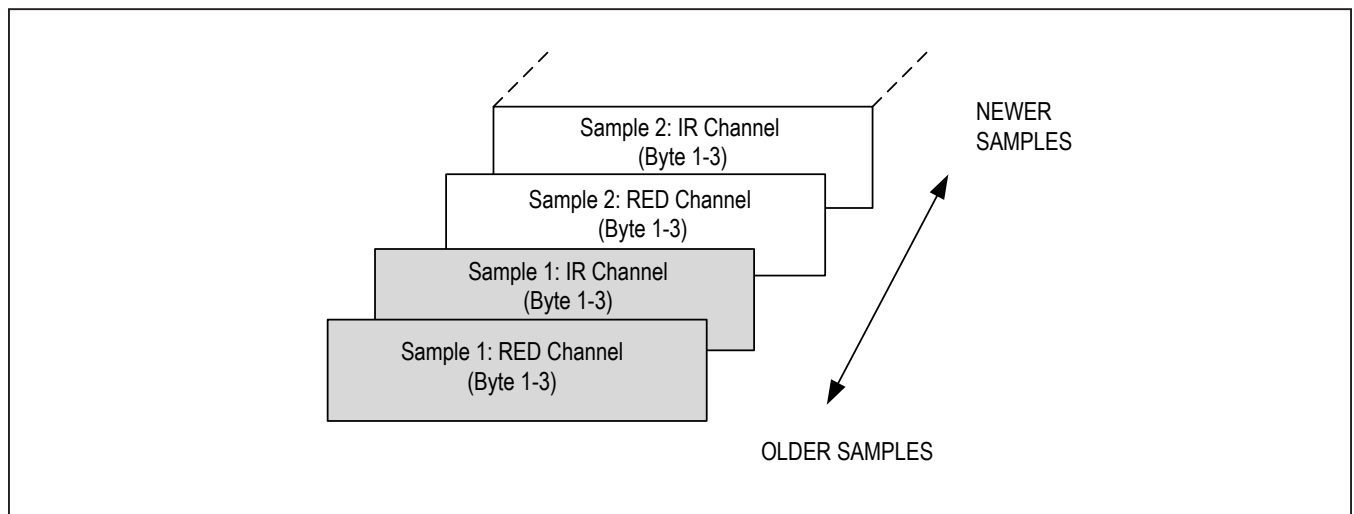 Sample 2: IR Channel
(Byte 1-3)
NEWER
SAMPLES
Sample 2: RED Channel
(Byte 1-3)
Sample 1: IR Channel
(Byte 1-3)
Sample 1: RED Channel
(Byte 1-3)
OLDER SAMPLES